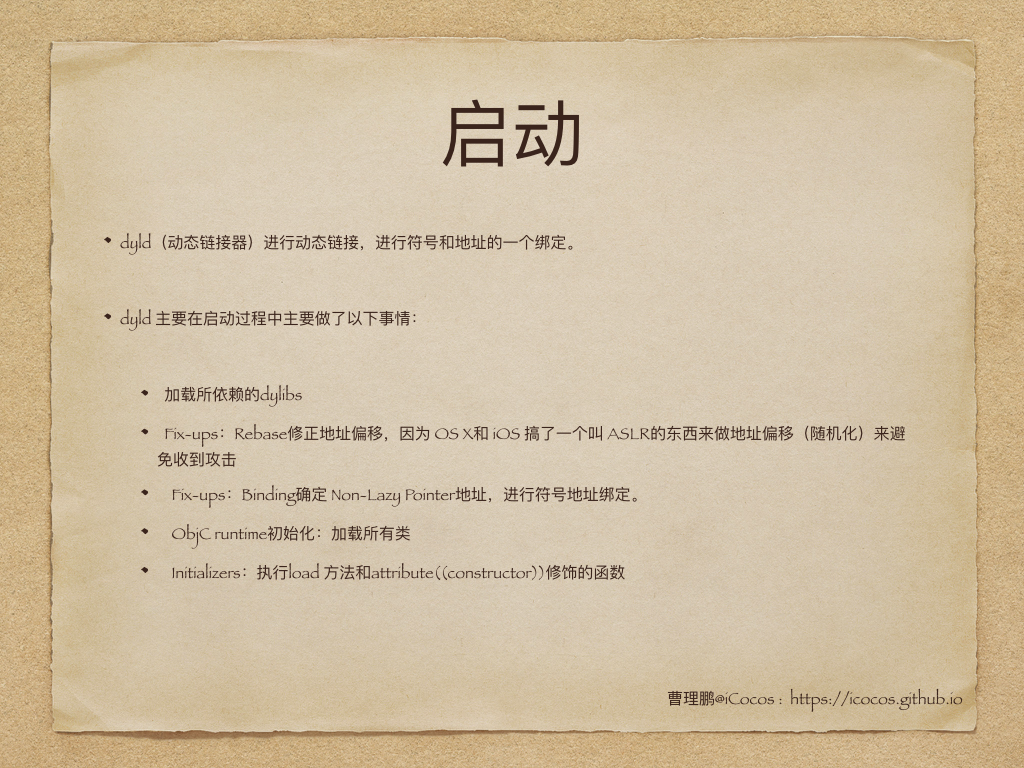 启动
• dyld（动态链接器）进行动态链接，进行符号和地址的一个绑定。
• dyld 主要在启动过程中主要做了以下事情：
• 加载所依赖的dylibs
• Fix-ups：Rebase修正地址偏移，因为 OS X和 iOS 搞了一个叫 ASLR的东西来做地址偏移（随机化）来避
免收到攻击
• Fix-ups：Binding确定 Non-Lazy Pointer地址，进行符号地址绑定。
• ObjC runtime初始化：加载所有类
• Initializers：执行load 方法和attribute((constructor))修饰的函数
曹理鹏@iCocos : https://icocos.github.io